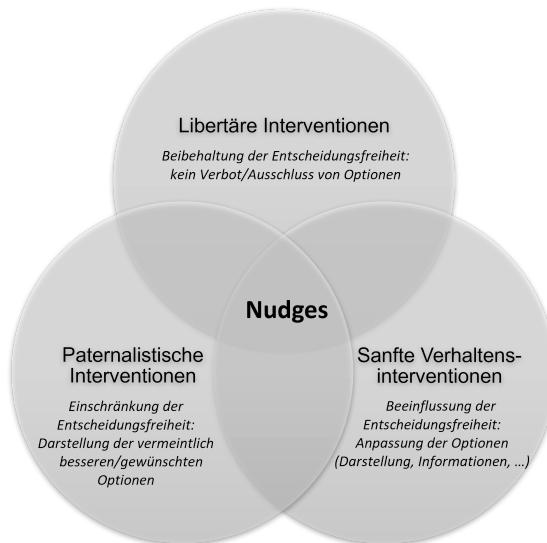 Libertäre Interventionen
Beibehaltung der Entscheidungsfreiheit:
kein Verbot/Ausschluss von Optionen
Nudges
Paternalistische
Interventionen
Einschränkung der
Entscheidungsfreiheit:
Darstellung der vermeintlich
besseren/gewünschten
Optionen
Sanfte Verhaltens-
interventionen
Beeinflussung der
Entscheidungsfreiheit:
Anpassung der Optionen
(Darstellung, Informationen, …)